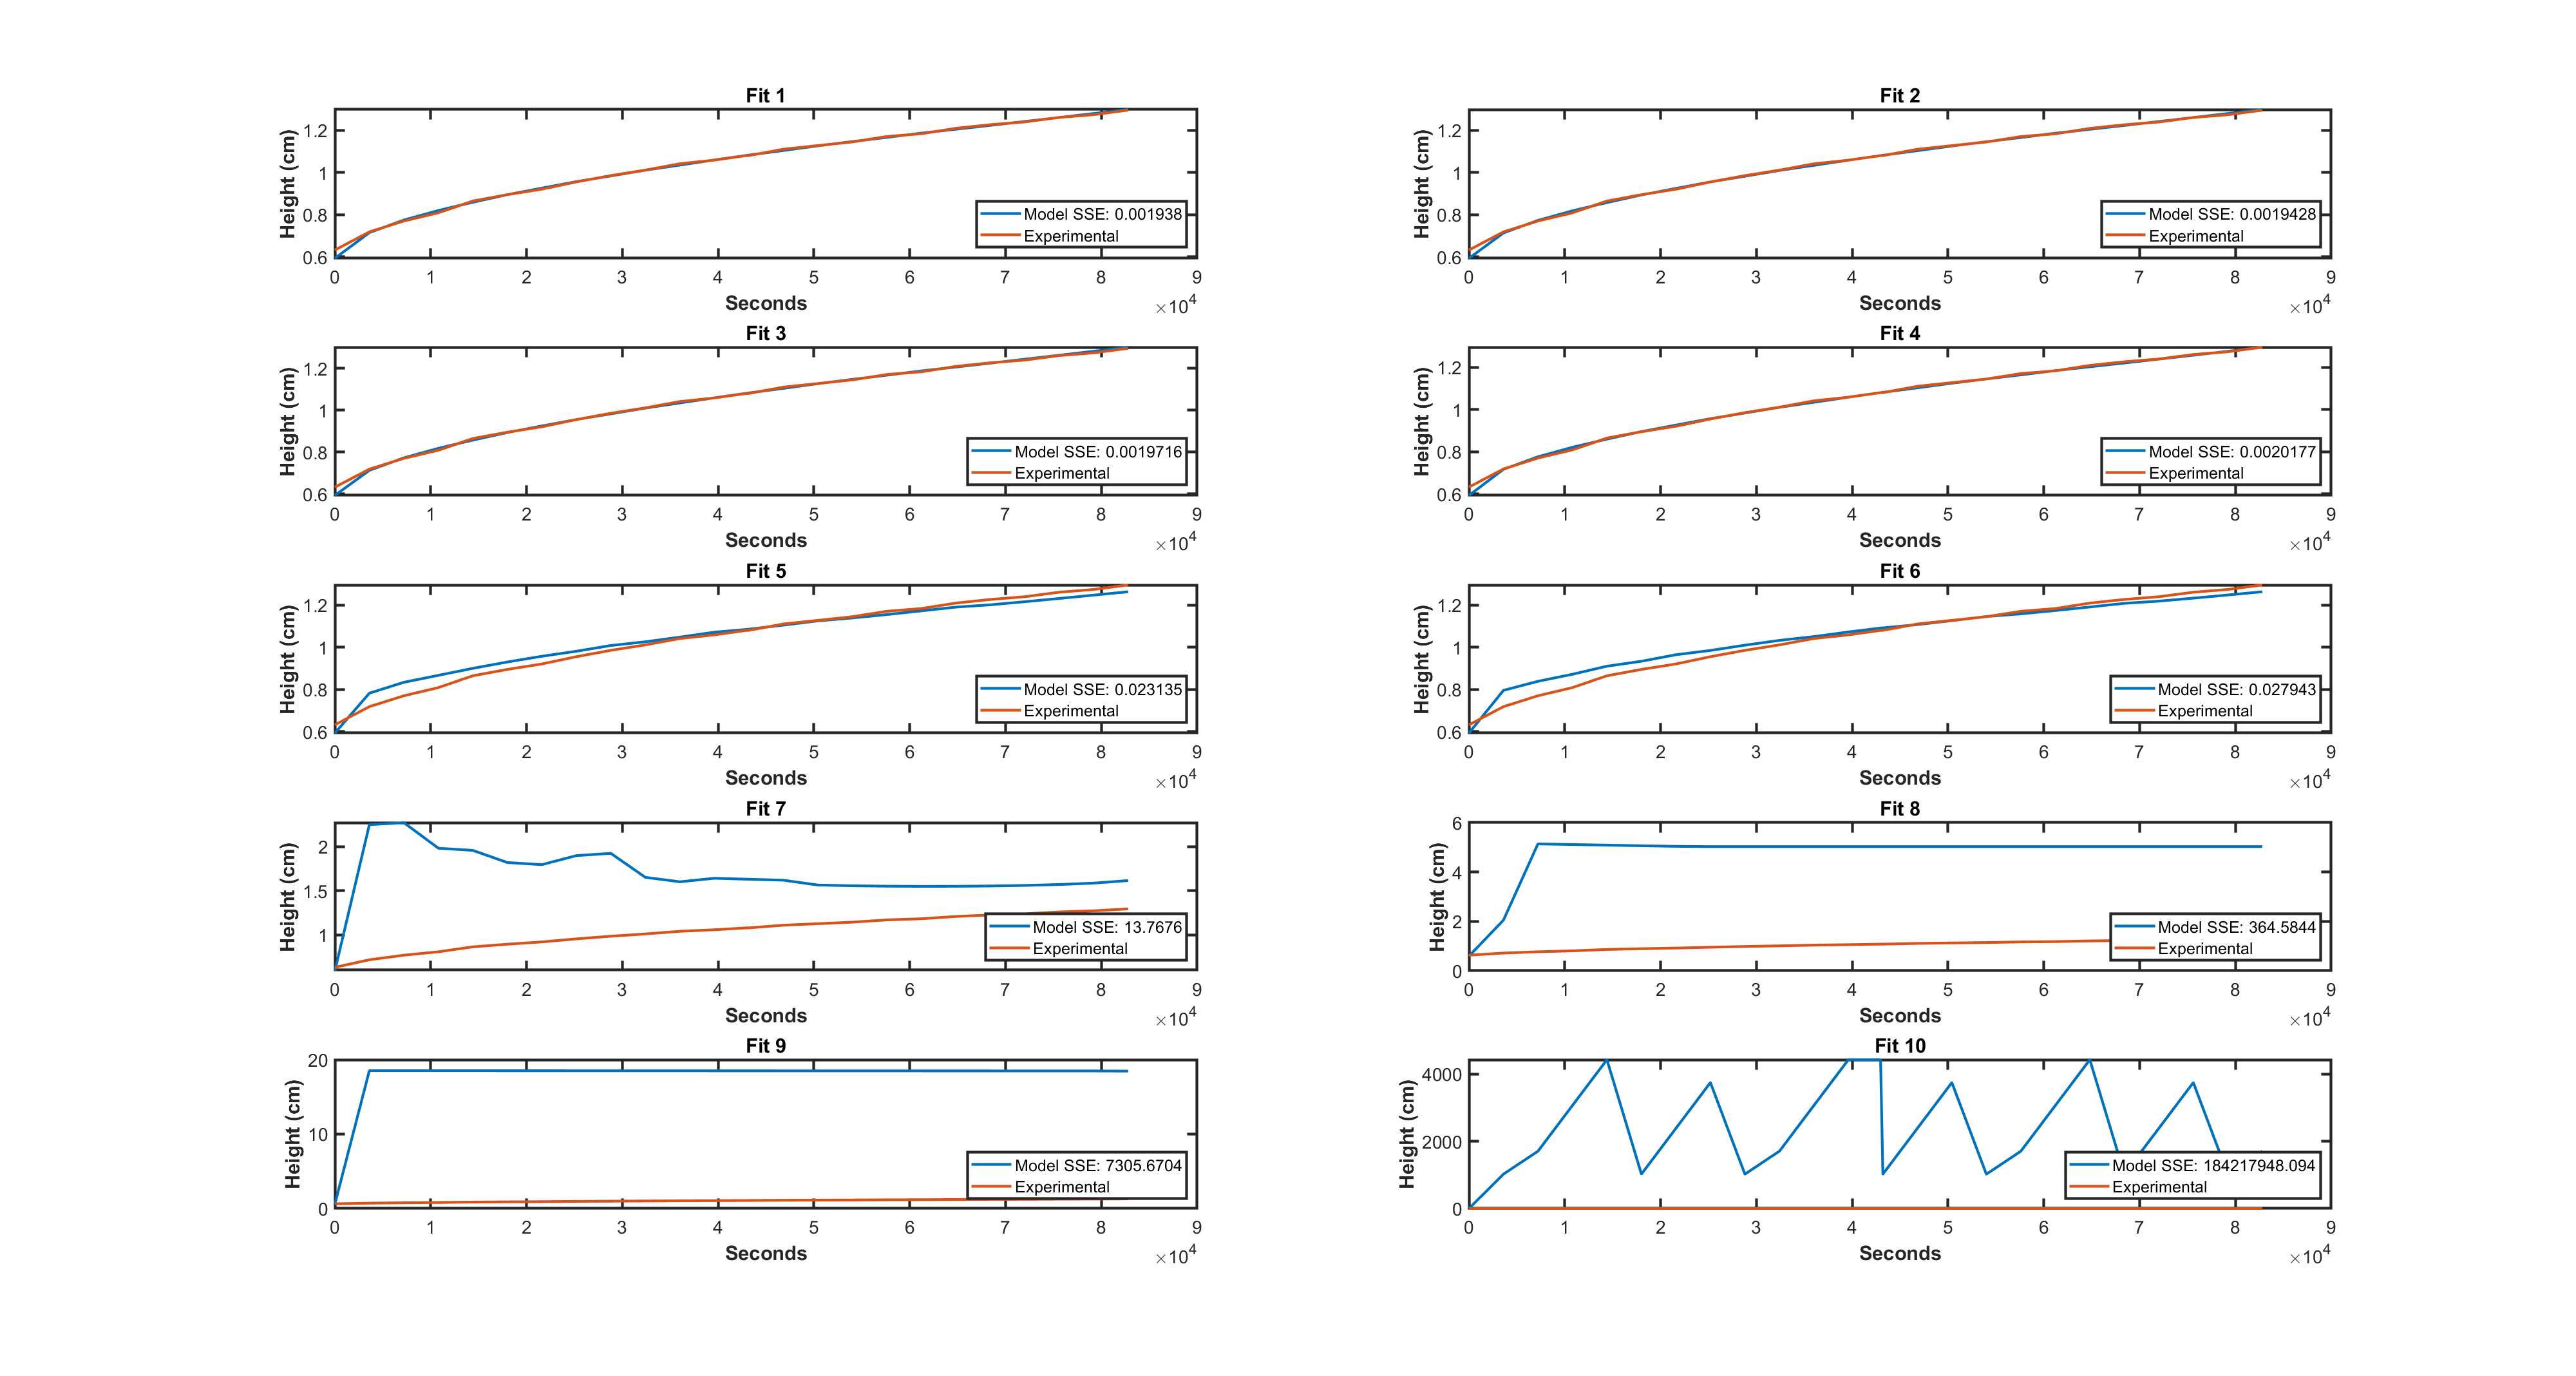 Fit 1
Height (cm)
1.2
1
0.8
0.6
Model SSE: 0.001938
Experimental
0 1 2 3 4 5 6 7 8 9
Seconds
×10^4
Fit 2
Height (cm)
1.2
1
0.8
0.6
Model SSE: 0.0019428
Experimental
0 1 2 3 4 5 6 7 8 9
Seconds
×10^4
Fit 3
Height (cm)
1.2
1
0.8
0.6
Model SSE: 0.0019716
Experimental
0 1 2 3 4 5 6 7 8 9
Seconds
×10^4
Fit 4
Height (cm)
1.2
1
0.8
0.6
Model SSE: 0.0020177
Experimental
0 1 2 3 4 5 6 7 8 9
Seconds
×10^4
Fit 5
Height (cm)
1.2
1
0.8
0.6
Model SSE: 0.023135
Experimental
0 1 2 3 4 5 6 7 8 9
Seconds
×10^4
Fit 6
Height (cm)
1.2
1
0.8
0.6
Model SSE: 0.027943
Experimental
0 1 2 3 4 5 6 7 8 9
Seconds
×10^4
Fit 7
Height (cm)
2
1.5
1
Model SSE: 13.7676
Experimental
0 1 2 3 4 5 6 7 8 9
Seconds
×10^4
Fit 8
Height (cm)
6
4
2
0
Model SSE: 364.5844
Experimental
0 1 2 3 4 5 6 7 8 9
Seconds
×10^4
Fit 9
Height (cm)
20
10
0
Model SSE: 7305.6704
Experimental
0 1 2 3 4 5 6 7 8 9
Seconds
×10^4
Fit 10
Height (cm)
4000
2000
0
Model SSE: 184217948.094
Experimental
0 1 2 3 4 5 6 7 8 9
Seconds
×10^4